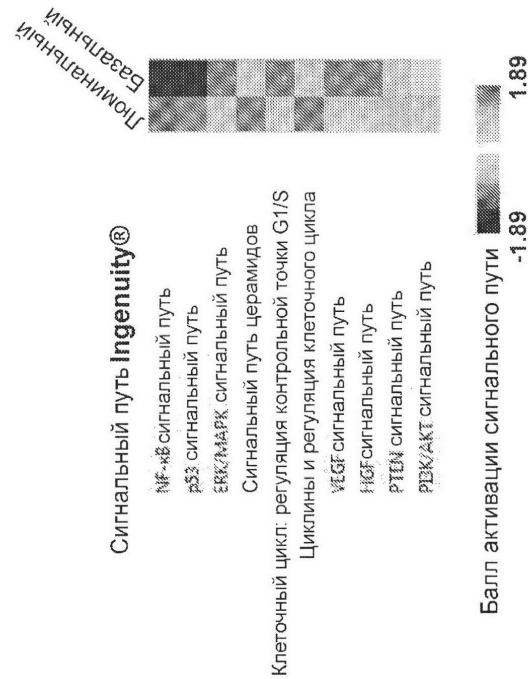 Люминальный
Базальный
Сигнальный путь Ingenuity®
NF-κB сигнальный путь
p53 сигнальный путь
ERK/MAPK сигнальный путь
Сигнальный путь церамидов
Клеточный цикл: регуляция контрольной точки G1/S
Циклины и регуляция клеточного цикла
VEGF сигнальный путь
HGF сигнальный путь
PTEN сигнальный путь
PI3K/AKT сигнальный путь
Балл активации сигнального пути
-1.89
1.89